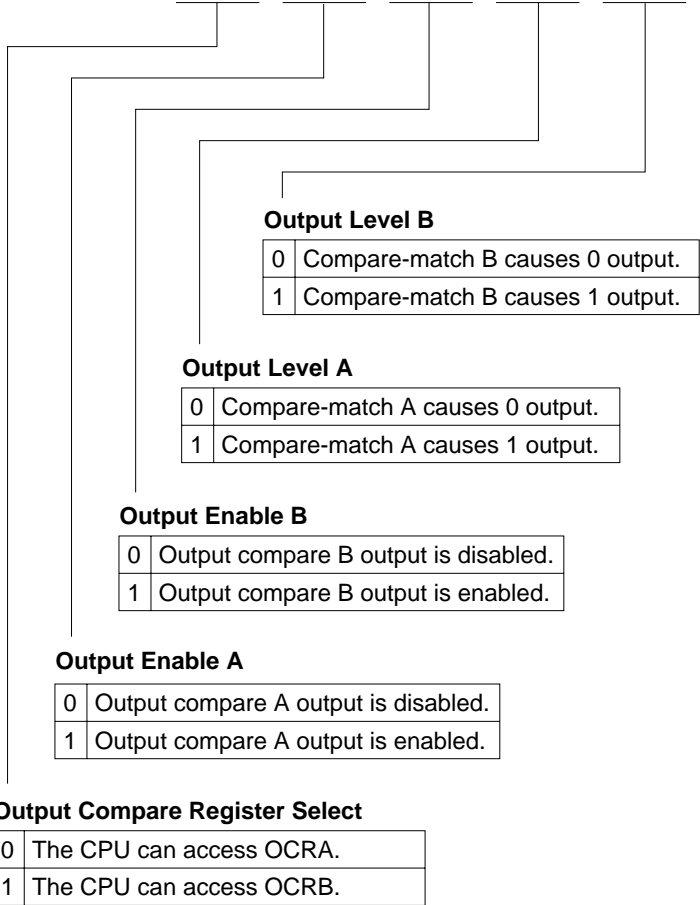 Output Level B
0 Compare-match B causes 0 output.
1 Compare-match B causes 1 output.
Output Level A
0 Compare-match A causes 0 output.
1 Compare-match A causes 1 output.
Output Enable B
0 Output compare B output is disabled.
1 Output compare B output is enabled.
Output Enable A
0 Output compare A output is disabled.
1 Output compare A output is enabled.
Output Compare Register Select
0 The CPU can access OCRA.
1 The CPU can access OCRB.